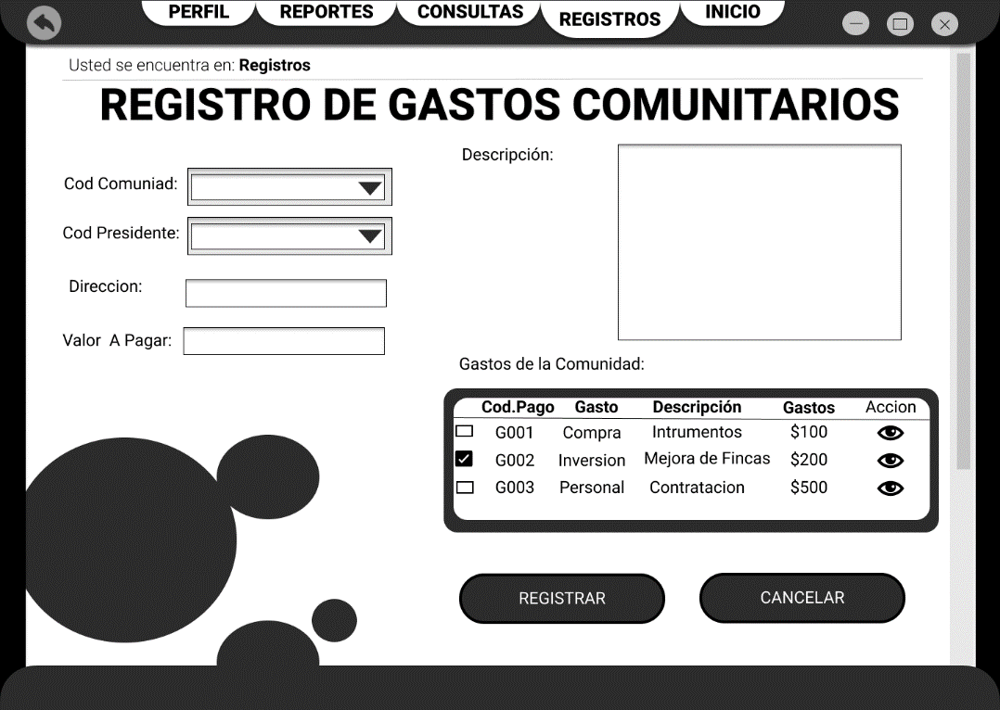 PERFIL REPORTES CONSULTAS REGISTROS INICIO
Usted se encuentra en: Registros
REGISTRO DE GASTOS COMUNITARIOS
Cod Comuniad:
Cod Presidente:
Direccion:
Valor A Pagar:
Descripción:
Gastos de la Comunidad:
Cod.Pago Gasto Descripción Gastos Accion
G001 Compra Intrumentos $100
G002 Inversion Mejora de Fincas $200
G003 Personal Contratacion $500
REGISTRAR CANCELAR